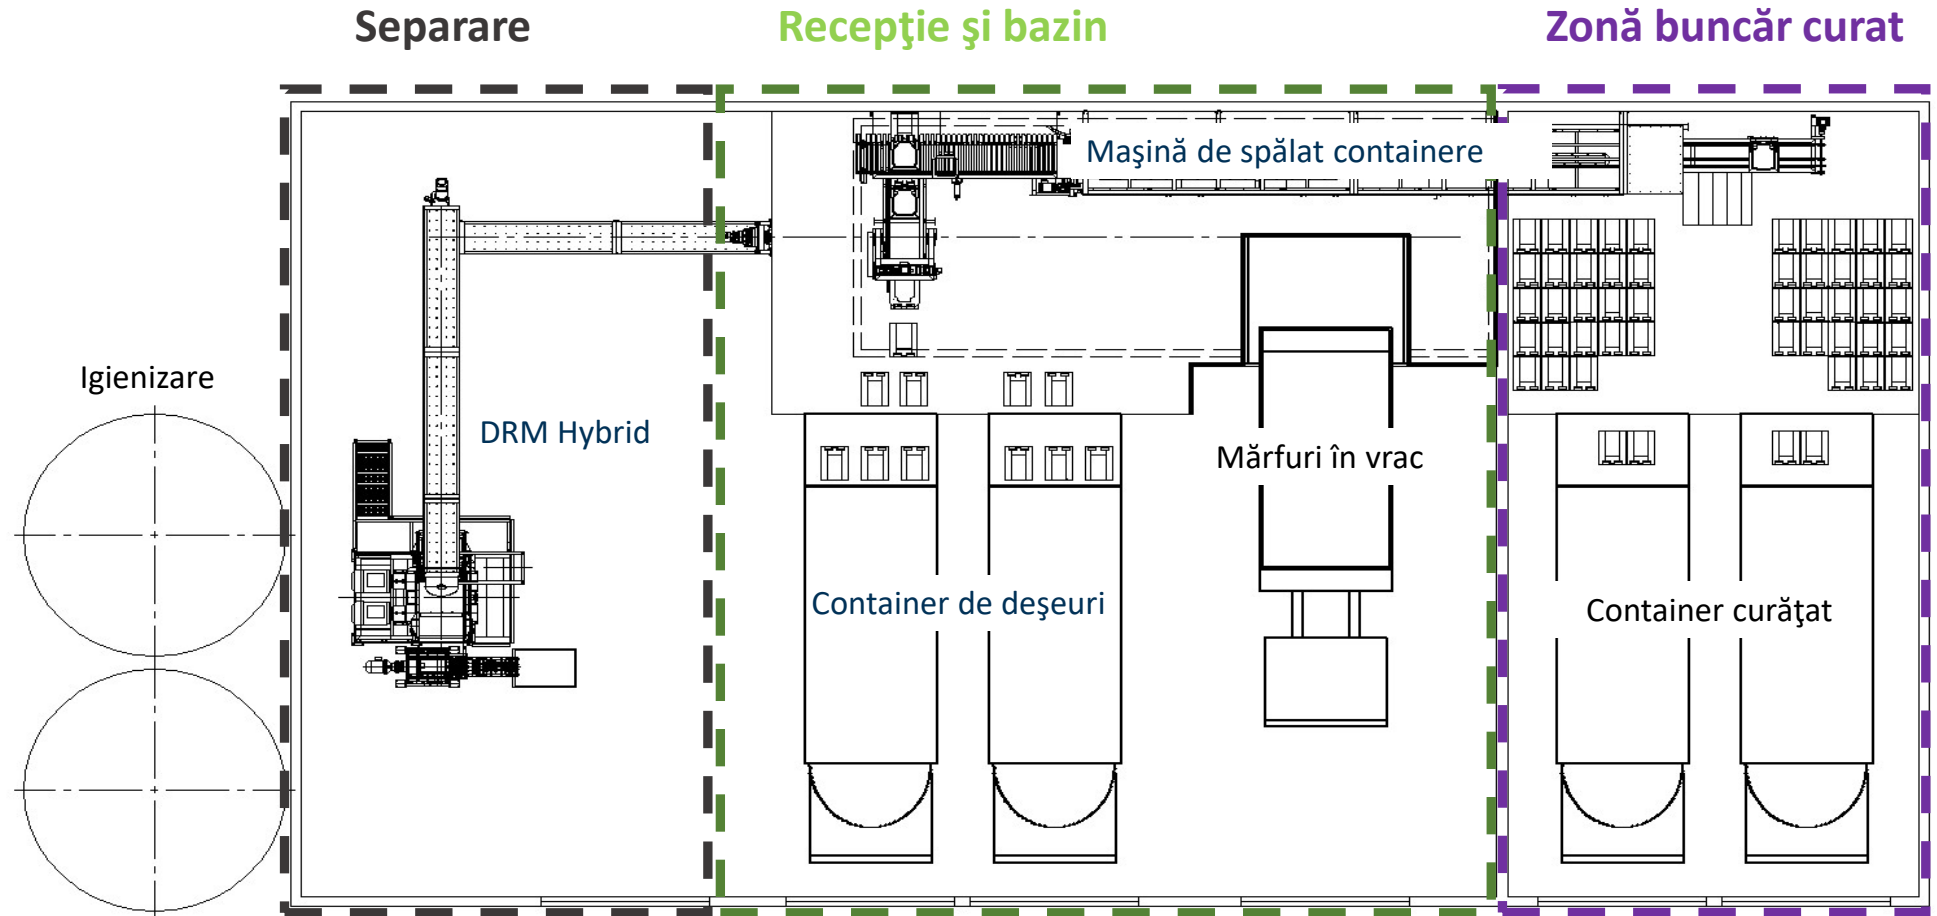 Separare
Recepţie şi bazin
Zonă buncăr curat
Maşină de spălat containere
Igienizare
DRM Hybrid
Mărfuri în vrac
Container de deşeuri
Container curăţat